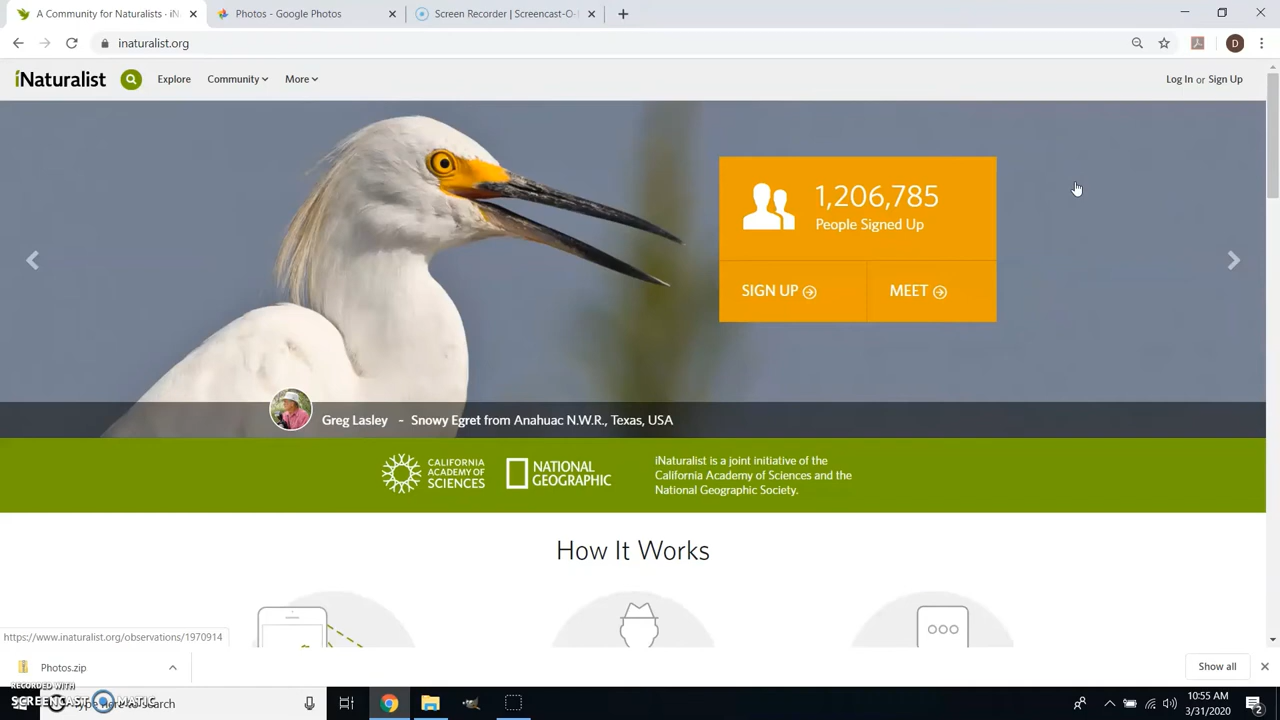 A Community for Naturalists · iN
Photos - Google Photos
Screen Recorder | Screencast-O-
inaturalist.org
iNaturalist
Explore
Community
More
Log In or Sign Up
1,206,785
People Signed Up
SIGN UP
MEET
Greg Lasley - Snowy Egret from Anahuac N.W.R., Texas, USA
CALIFORNIA
ACADEMY OF
SCIENCES
NATIONAL
GEOGRAPHIC
iNaturalist is a joint initiative of the
California Academy of Sciences and the
National Geographic Society.
How It Works
https://www.inaturalist.org/observations/1970914
Photos.zip
Show all
RECORDED WITH
SCREENCAST MATIC
here to search
10:55 AM
3/31/2020
2
D